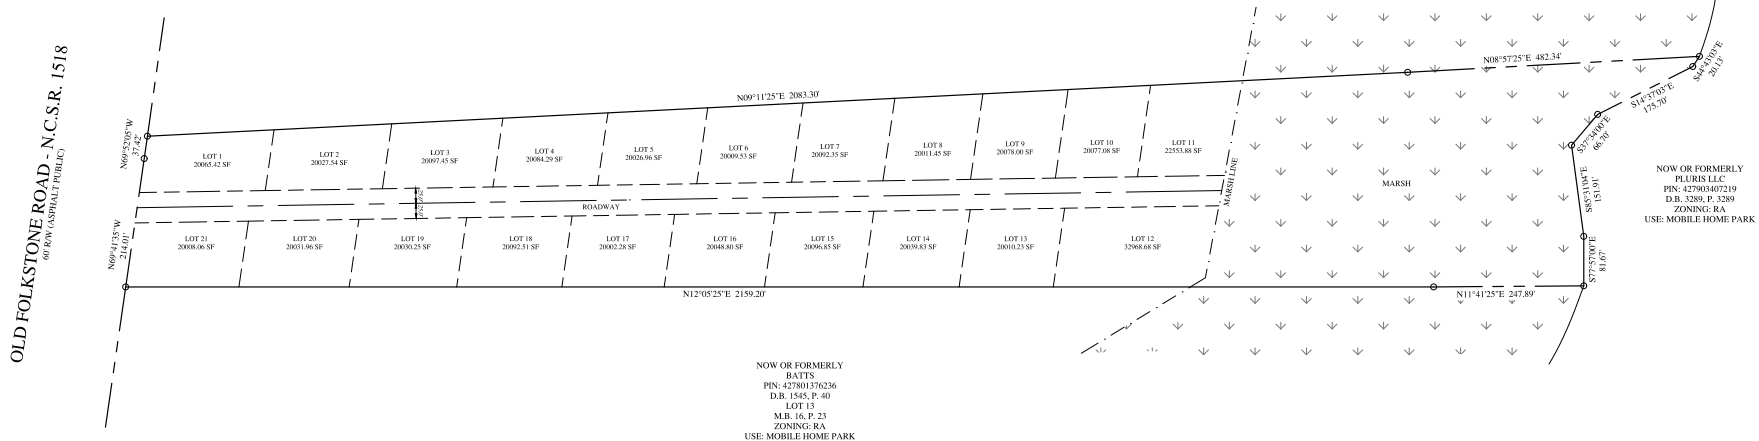 OLD FOLKSTONE ROAD - N.C.S.R. 1518
60' R/W (ASPHALT PUBLIC)
N69°52'05"W
37.42'
N69°41'35"W
214.01'
N09°11'25"E 2083.30'
N08°57'25"E 482.34'
S44°43'03"E
20.13'
S14°37'03"E
175.70'
S37°34'00"E
66.70'
S85°31'04"E
151.91'
S77°57'00"E
81.67'
N11°41'25"E 247.89'
N12°05'25"E 2159.20'
LOT 1
20065.42 SF
LOT 2
20027.54 SF
LOT 3
20097.45 SF
LOT 4
20084.29 SF
LOT 5
20026.96 SF
LOT 6
20009.53 SF
LOT 7
20092.35 SF
LOT 8
20011.45 SF
LOT 9
20078.00 SF
LOT 10
20077.08 SF
LOT 11
22553.88 SF
MARSH LINE
MARSH
ROADWAY
LOT 21
20008.06 SF
LOT 20
20031.96 SF
LOT 19
20030.25 SF
LOT 18
20092.51 SF
LOT 17
20002.28 SF
LOT 16
20048.80 SF
LOT 15
20096.85 SF
LOT 14
20039.83 SF
LOT 13
20010.23 SF
LOT 12
32968.68 SF
NOW OR FORMERLY
PLURIS LLC
PIN: 427903407219
D.B. 3289, P. 3289
ZONING: RA
USE: MOBILE HOME PARK
NOW OR FORMERLY
BATTS
PIN: 427801376236
D.B. 1545, P. 40
LOT 13
M.B. 16, P. 23
ZONING: RA
USE: MOBILE HOME PARK